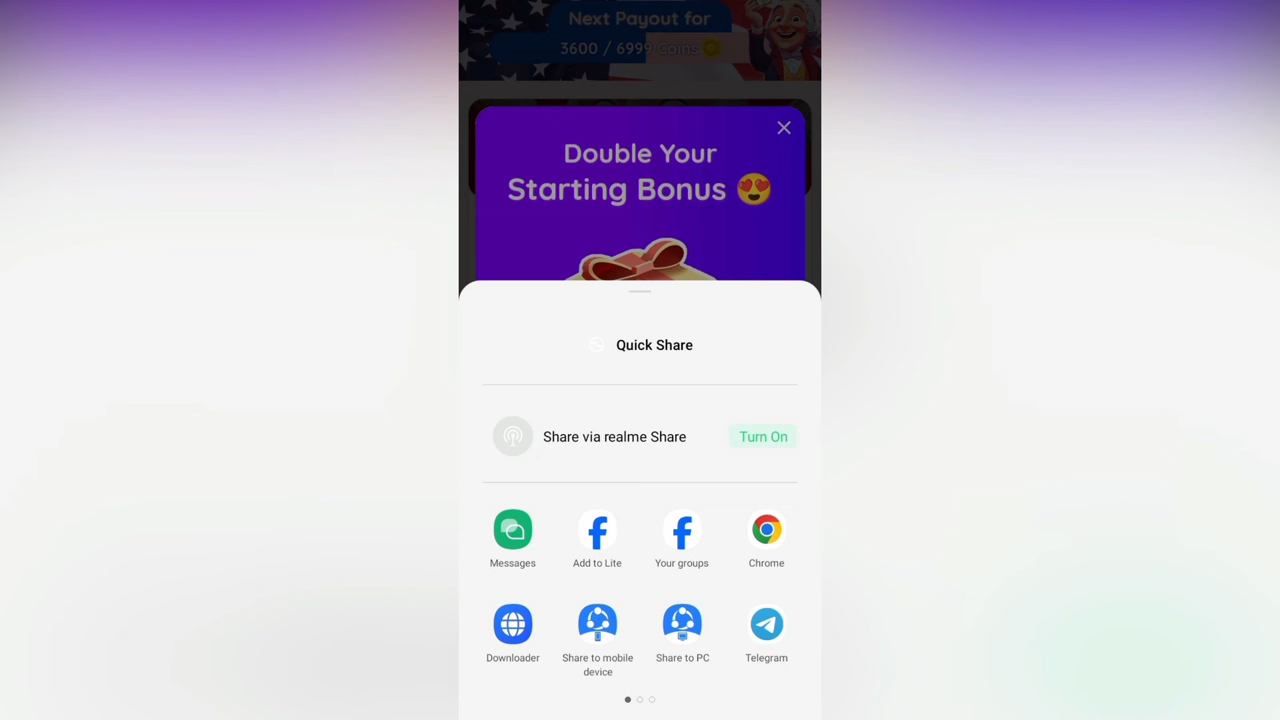 Next Payout for
3600 / 6999 Coins
Double Your
Starting Bonus
Quick Share
Share via realme Share
Turn On
Messages
Add to Lite
Your groups
Chrome
Downloader
Share to mobile
device
Share to PC
Telegram